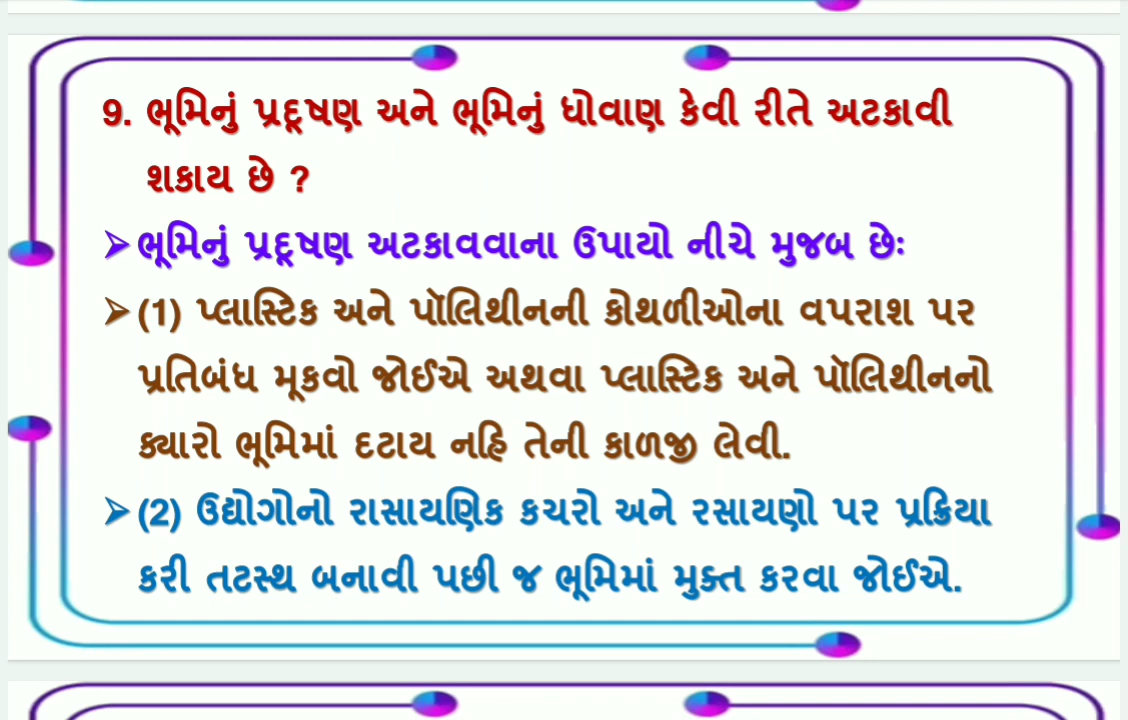 9. ભૂમિનું પ્રદૂષણ અને ભૂમિનું ધોવાણ કેવી રીતે અટકાવી
શકાય છે ?
➢ ભૂમિનું પ્રદૂષણ અટકાવવાના ઉપાયો નીચે મુજબ છેઃ
➢ (1) પ્લાસ્ટિક અને પૉલિથીનની કોથળીઓના વપરાશ પર
પ્રતિબંધ મૂકવો જોઈએ અથવા પ્લાસ્ટિક અને પૉલિથીનનો
ક્યારો ભૂમિમાં દટાય નહિ તેની કાળજી લેવી.
➢ (2) ઉદ્યોગોનો રાસાયણિક કચરો અને રસાયણો પર પ્રક્રિયા
કરી તટસ્થ બનાવી પછી જ ભૂમિમાં મુક્ત કરવા જોઈએ.